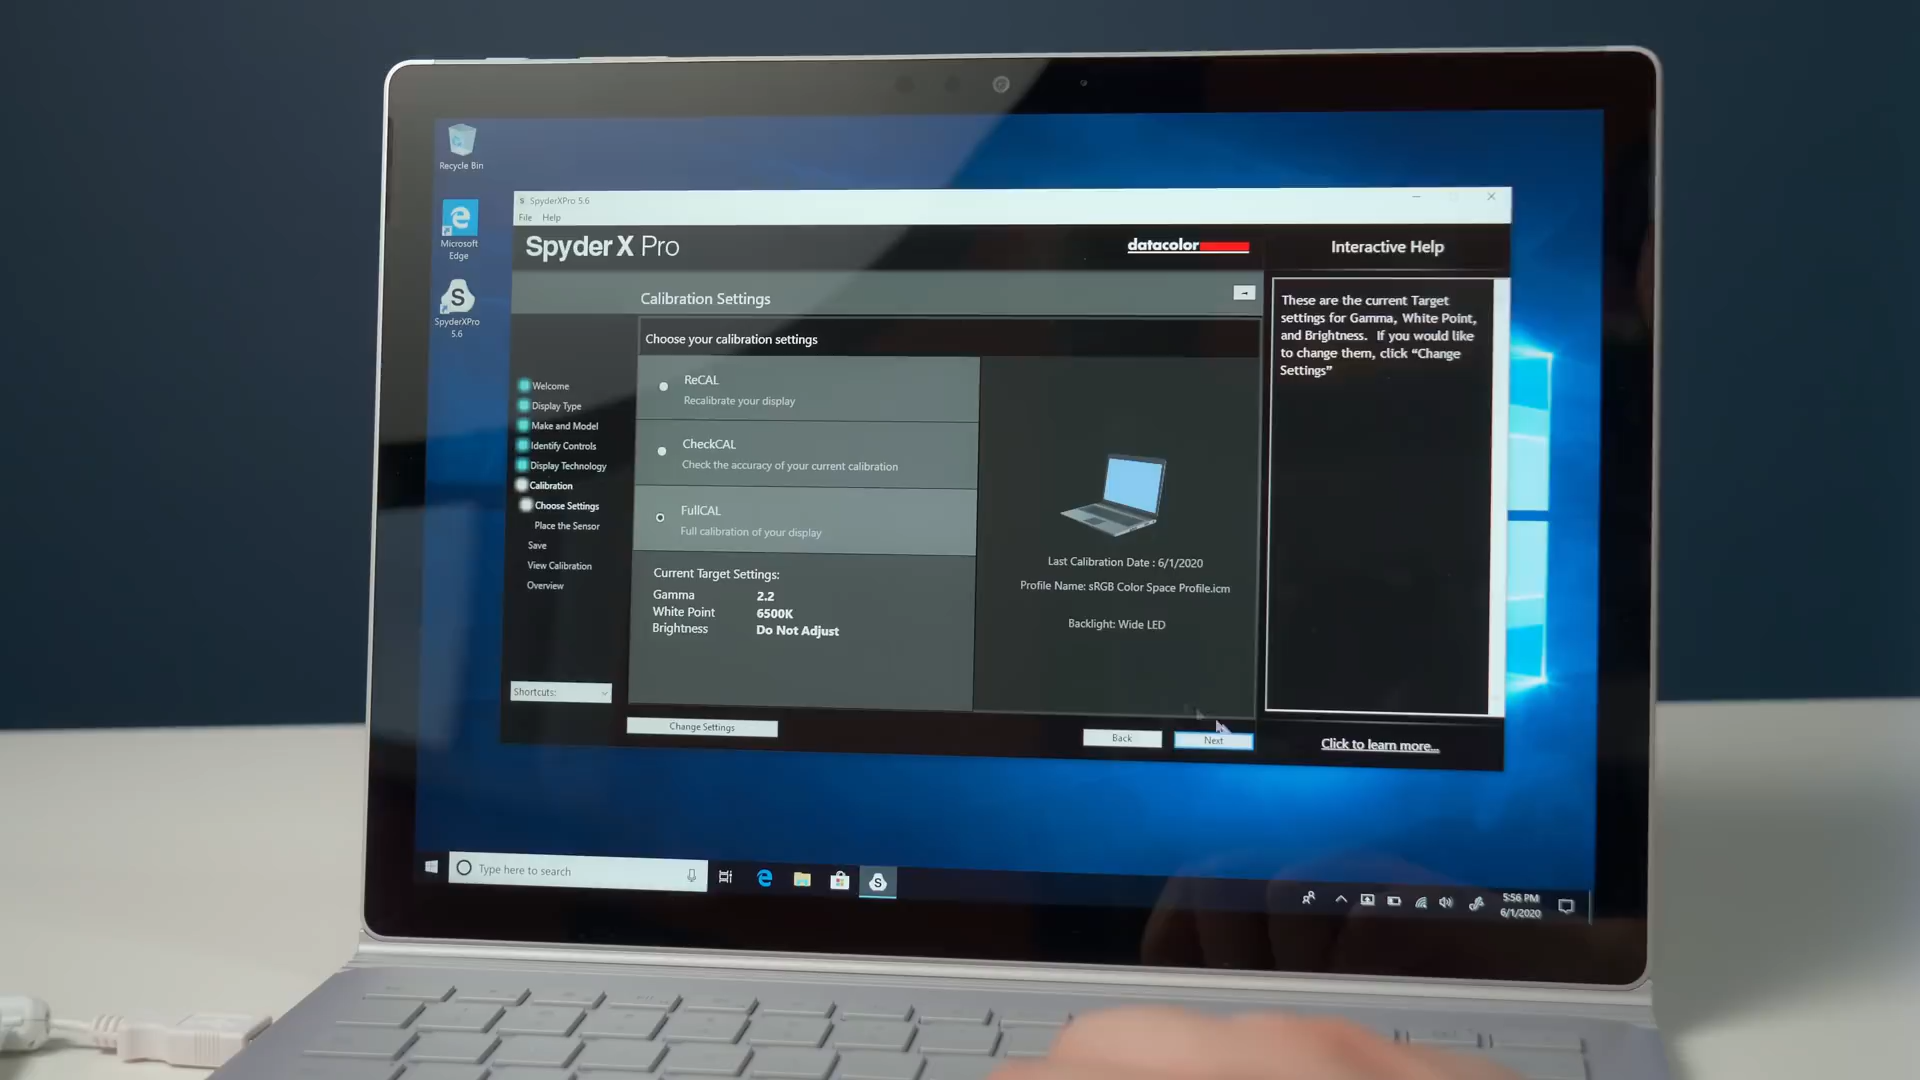 Recycle Bin
Microsoft
Edge
S
SpyderXPro
5.6
S SpyderXPro 5.6
File Help
Spyder X Pro
datacolor
Interactive Help
Calibration Settings
Choose your calibration settings
Welcome
Display Type
Make and Model
Identify Controls
Display Technology
Calibration
Choose Settings
Place the Sensor
Save
View Calibration
Overview
Shortcuts:
ReCAL
Recalibrate your display
CheckCAL
Check the accuracy of your current calibration
FullCAL
Full calibration of your display
Current Target Settings:
Gamma 2.2
White Point 6500K
Brightness Do Not Adjust
Last Calibration Date : 6/1/2020
Profile Name: sRGB Color Space Profile.icm
Backlight: Wide LED
Change Settings
Back
Next
These are the current Target
settings for Gamma, White Point,
and Brightness. If you would like
to change them, click “Change
Settings”
Click to learn more...
Type here to search
S
5:56 PM
6/1/2020